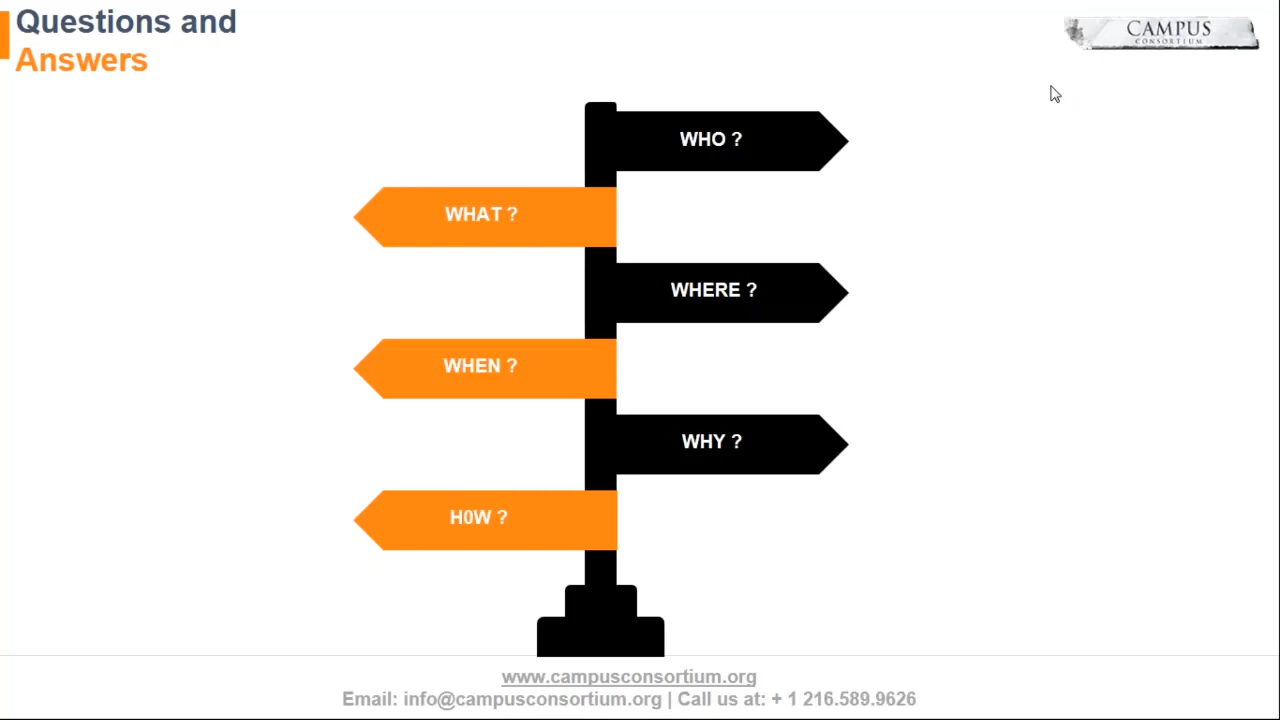 Questions and
Answers
CAMPUS
CONSORTIUM
WHO ?
WHAT ?
WHERE ?
WHEN ?
WHY ?
H0W ?
www.campusconsortium.org
Email: info@campusconsortium.org | Call us at: + 1 216.589.9626